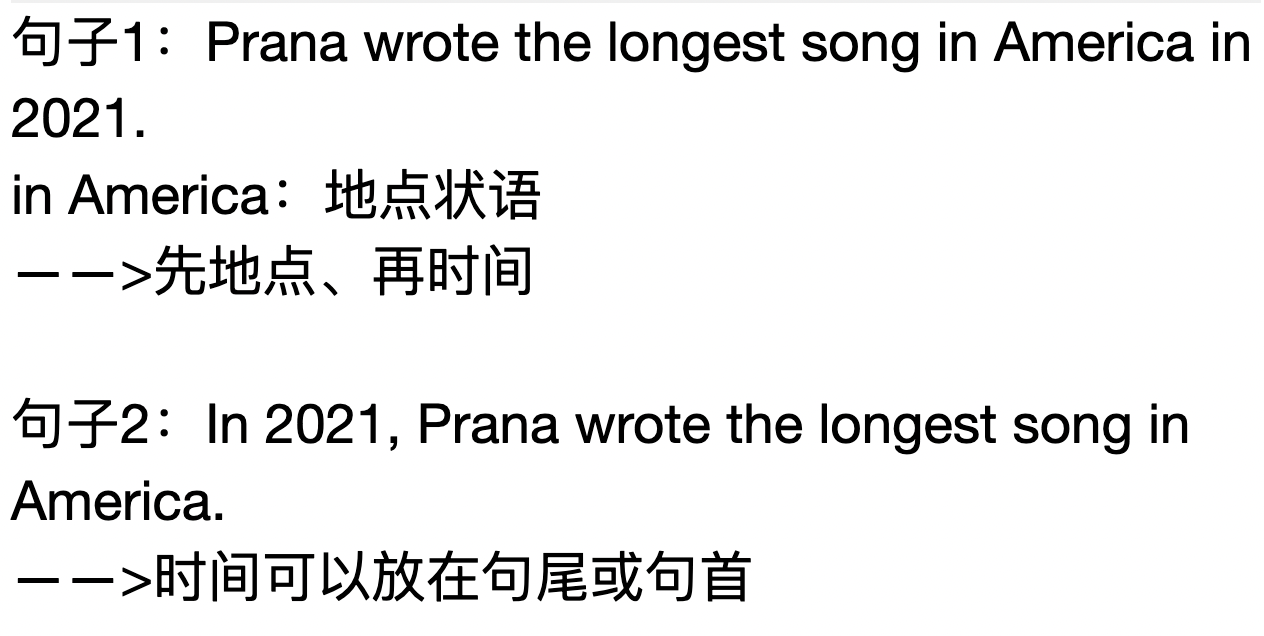 句子1：Prana wrote the longest song in America in
2021.
in America：地点状语
——>先地点、再时间
句子2：In 2021, Prana wrote the longest song in
America.
——>时间可以放在句尾或句首